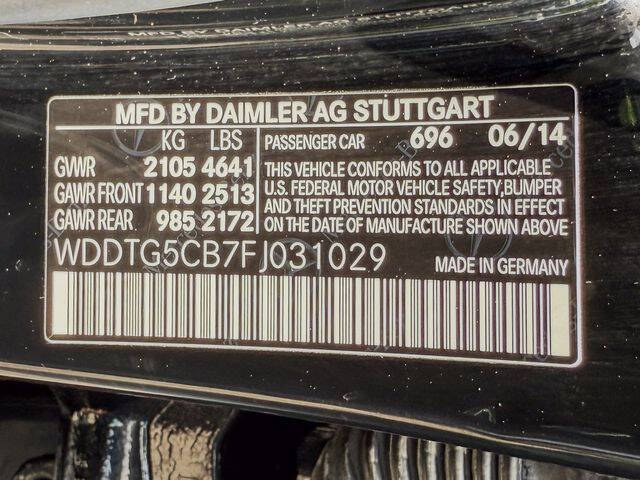 MFD BY DAIMLER AG STUTTGART
KG LBS
GVWR 2105 4641
GAWR FRONT 1140 2513
GAWR REAR 985 2172
PASSENGER CAR 696 06/14
THIS VEHICLE CONFORMS TO ALL APPLICABLE
U.S. FEDERAL MOTOR VEHICLE SAFETY, BUMPER
AND THEFT PREVENTION STANDARDS IN EFFECT
ON THE DATE OF MANUFACTURE SHOWN ABOVE
WDDTG5CB7FJ031029 MADE IN GERMANY